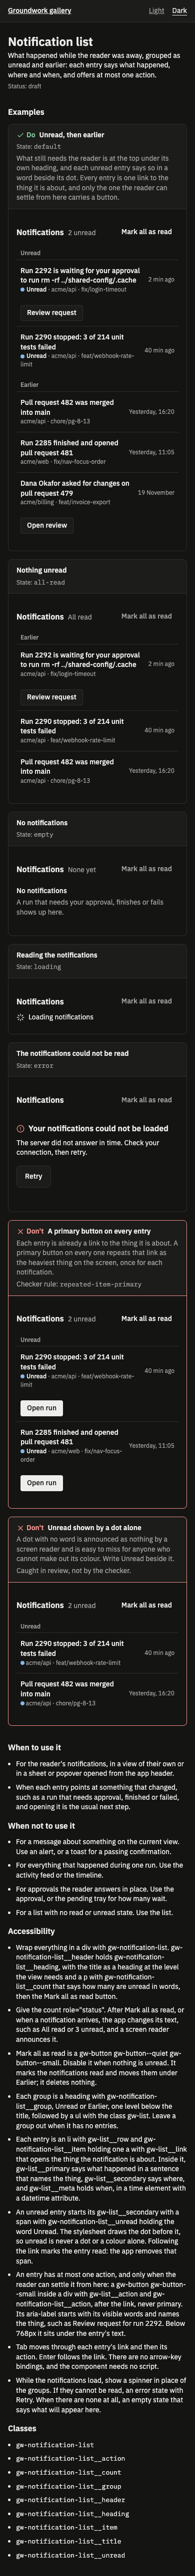 Groundwork gallery
Light
Dark
Notification list
What happened while the reader was away, grouped as
unread and earlier: each entry says what happened,
where and when, and offers at most one action.
Status: draft
Examples
Do Unread, then earlier
State: default
What still needs the reader is at the top under its
own heading, and each unread entry says so in a
word beside the dot. Every entry is one link to the
thing it is about, and only the one the reader can
settle from here carries a button.
Notifications 2 unread
Mark all as read
Unread
Run 2292 is waiting for your approval
to run rm -rf ../shared-config/.cache
2 min ago
Unread · acme/api · fix/login-timeout
Review request
Run 2290 stopped: 3 of 214 unit
tests failed
40 min ago
Unread · acme/api · feat/webhook-rate-
limit
Earlier
Pull request 482 was merged
into main
Yesterday, 16:20
acme/api · chore/pg-8-13
Run 2285 finished and opened
pull request 481
Yesterday, 11:05
acme/web · fix/nav-focus-order
Dana Okafor asked for changes on
pull request 479
19 November
acme/billing · feat/invoice-export
Open review
Nothing unread
State: all-read
Notifications All read
Mark all as read
Earlier
Run 2292 is waiting for your approval
to run rm -rf ../shared-config/.cache
2 min ago
acme/api · fix/login-timeout
Review request
Run 2290 stopped: 3 of 214 unit
tests failed
40 min ago
acme/api · feat/webhook-rate-limit
Pull request 482 was merged
into main
Yesterday, 16:20
acme/api · chore/pg-8-13
No notifications
State: empty
Notifications None yet
Mark all as read
No notifications
A run that needs your approval, finishes or fails
shows up here.
Reading the notifications
State: loading
Notifications
Mark all as read
Loading notifications
The notifications could not be read
State: error
Notifications
Mark all as read
Your notifications could not be loaded
The server did not answer in time. Check your
connection, then retry.
Retry
Don't A primary button on every entry
Each entry is already a link to the thing it is about. A
primary button on every one repeats that link as
the heaviest thing on the screen, once for each
notification.
Checker rule: repeated-item-primary
Notifications 2 unread
Mark all as read
Unread
Run 2290 stopped: 3 of 214 unit
tests failed
40 min ago
Unread · acme/api · feat/webhook-rate-
limit
Open run
Run 2285 finished and opened
pull request 481
Yesterday, 11:05
Unread · acme/web · fix/nav-focus-
order
Open run
Don't Unread shown by a dot alone
A dot with no word is announced as nothing by a
screen reader and is easy to miss for anyone who
cannot make out its colour. Write Unread beside it.
Caught in review, not by the checker.
Notifications 2 unread
Mark all as read
Unread
Run 2290 stopped: 3 of 214 unit
tests failed
40 min ago
acme/api · feat/webhook-rate-limit
Pull request 482 was merged
into main
Yesterday, 16:20
acme/api · chore/pg-8-13
When to use it
For the reader's notifications, in a view of their own or
in a sheet or popover opened from the app header.
When each entry points at something that changed,
such as a run that needs approval, finished or failed,
and opening it is the usual next step.
When not to use it
For a message about something on the current view.
Use an alert, or a toast for a passing confirmation.
For everything that happened during one run. Use the
activity feed or the timeline.
For approvals the reader answers in place. Use the
approval, or the pending tray for how many wait.
For a list with no read or unread state. Use the list.
Accessibility
Wrap everything in a div with gw-notification-list. gw-
notification-list__header holds gw-notification-
list__heading, with the title as a heading at the level
the view needs and a p with gw-notification-
list__count that says how many are unread in words,
then the Mark all as read button.
Give the count role="status". After Mark all as read, or
when a notification arrives, the app changes its text,
such as All read or 3 unread, and a screen reader
announces it.
Mark all as read is a gw-button gw-button--quiet gw-
button--small. Disable it when nothing is unread. It
marks the notifications read and moves them under
Earlier; it deletes nothing.
Each group is a heading with gw-notification-
list__group, Unread or Earlier, one level below the
title, followed by a ul with the class gw-list. Leave a
group out when it has no entries.
Each entry is an li with gw-list__row and gw-
notification-list__item holding one a with gw-list__link
that opens the thing the notification is about. Inside it,
gw-list__primary says what happened in a sentence
that names the thing, gw-list__secondary says where,
and gw-list__meta holds when, in a time element with
a datetime attribute.
An unread entry starts its gw-list__secondary with a
span with gw-notification-list__unread holding the
word Unread. The stylesheet draws the dot before it,
so unread is never a dot or a colour alone. Following
the link marks the entry read: the app removes that
span.
An entry has at most one action, and only when the
reader can settle it from here: a gw-button gw-button-
small inside a div with gw-list__action and gw-
notification-list__action, after the link, never primary.
Its aria-label starts with its visible words and names
the thing, such as Review request for run 2292. Below
768px it sits under the entry's text.
Tab moves through each entry's link and then its
action. Enter follows the link. There are no arrow-key
bindings, and the component needs no script.
While the notifications load, show a spinner in place of
the groups. If they cannot be read, an error state with
Retry. When there are none at all, an empty state that
says what will appear here.
Classes
gw-notification-list
gw-notification-list__action
gw-notification-list__count
gw-notification-list__group
gw-notification-list__header
gw-notification-list__heading
gw-notification-list__item
gw-notification-list__title
gw-notification-list__unread